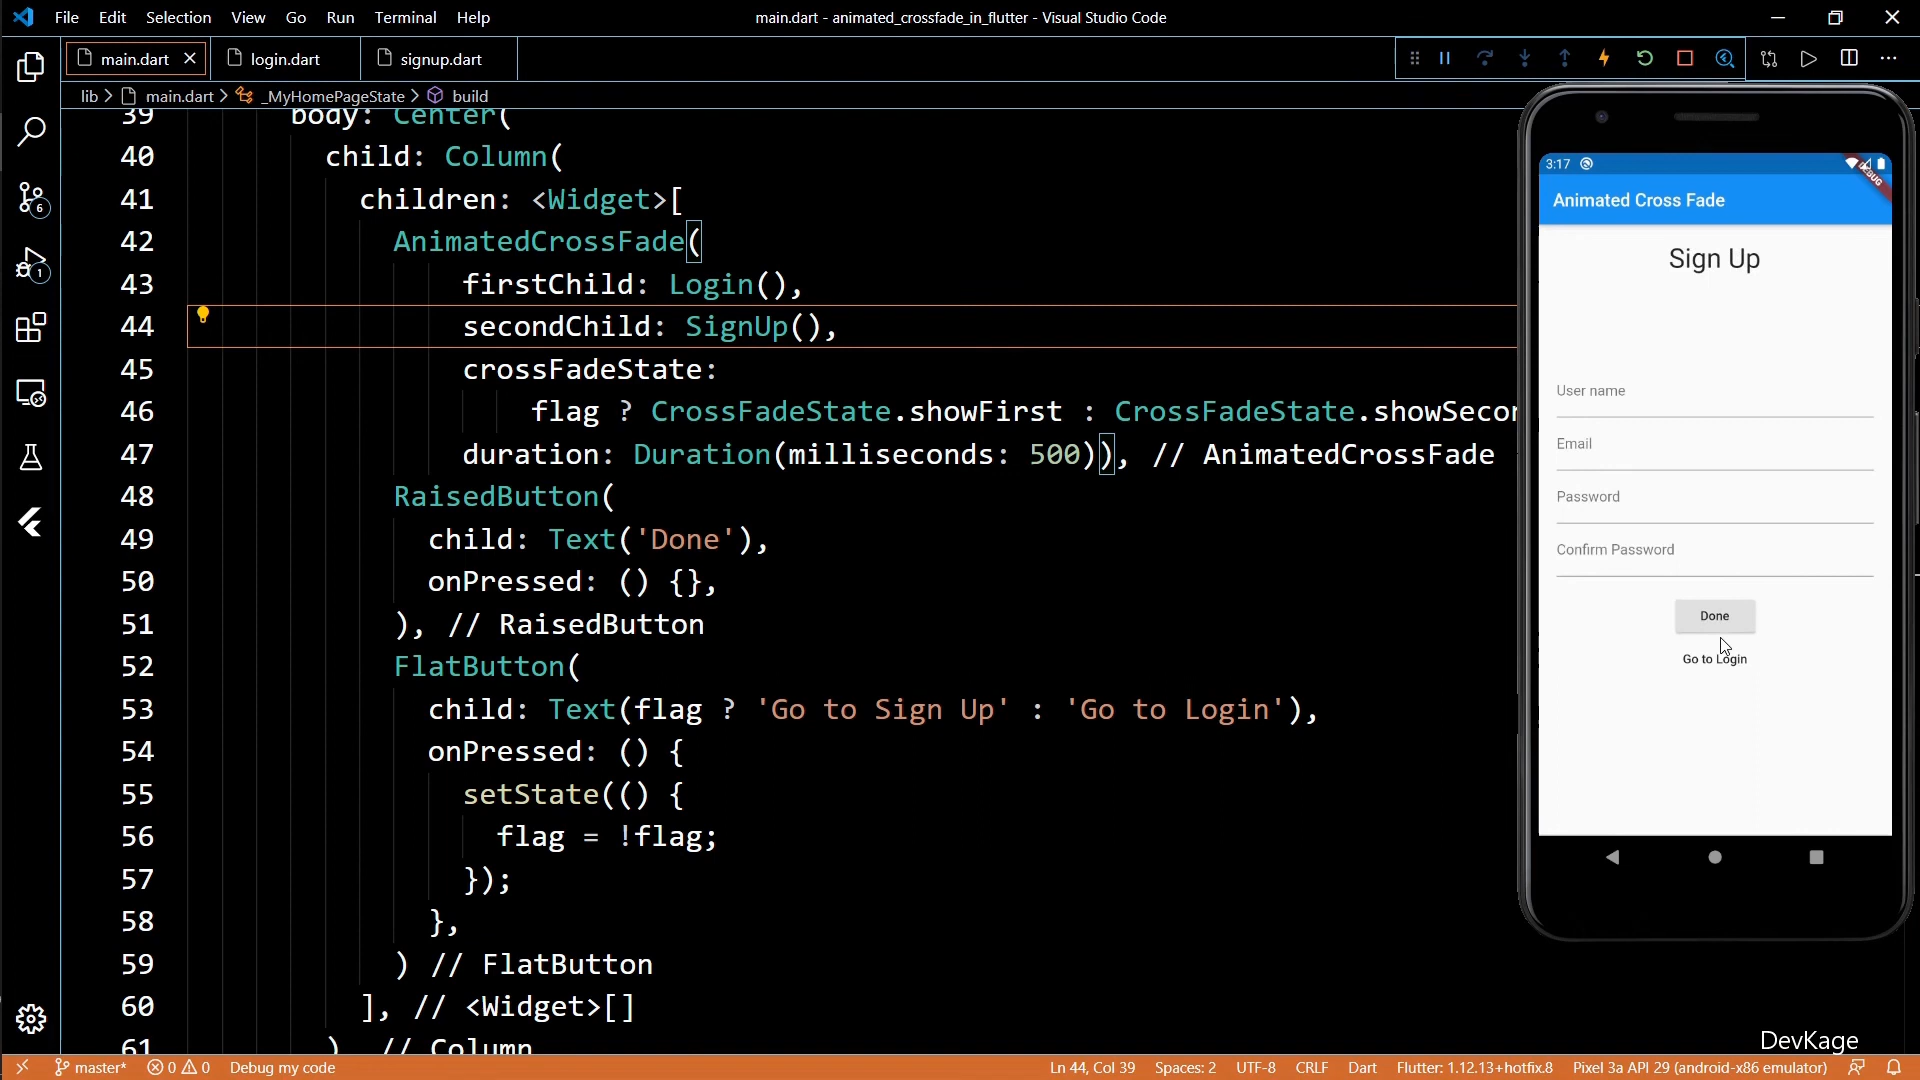 File Edit Selection View Go Run Terminal Help
main.dart - animated_crossfade_in_flutter - Visual Studio Code
main.dart login.dart signup.dart
lib main.dart _MyHomePageState build
39 body: Center(
40 child: Column(
41 children: <Widget>[
42 AnimatedCrossFade(
43 firstChild: Login(),
44 secondChild: SignUp(),
45 crossFadeState:
46 flag ? CrossFadeState.showFirst : CrossFadeState.showSecon
47 duration: Duration(milliseconds: 500)), // AnimatedCrossFade
48 RaisedButton(
49 child: Text('Done'),
50 onPressed: () {},
51 ), // RaisedButton
52 FlatButton(
53 child: Text(flag ? 'Go to Sign Up' : 'Go to Login'),
54 onPressed: () {
55 setState(() {
56 flag = !flag;
57 });
58 },
59 ) // FlatButton
60 ], // <Widget>[]
61 ) // Column
3:17
DEBUG
Animated Cross Fade
Sign Up
User name
Email
Password
Confirm Password
Done
Go to Login
6
1
DevKage
master* 0 0 Debug my code Ln 44, Col 39 Spaces: 2 UTF-8 CRLF Dart Flutter: 1.12.13+hotfix.8 Pixel 3a API 29 (android-x86 emulator)